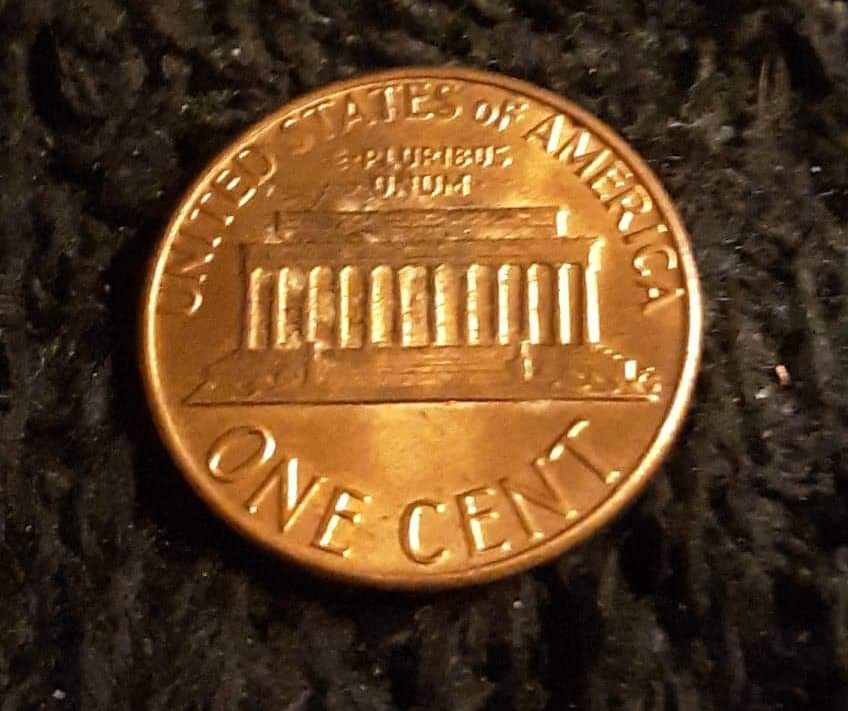 UNITED STATES OF AMERICA
E PLURIBUS
UNUM
ONE CENT